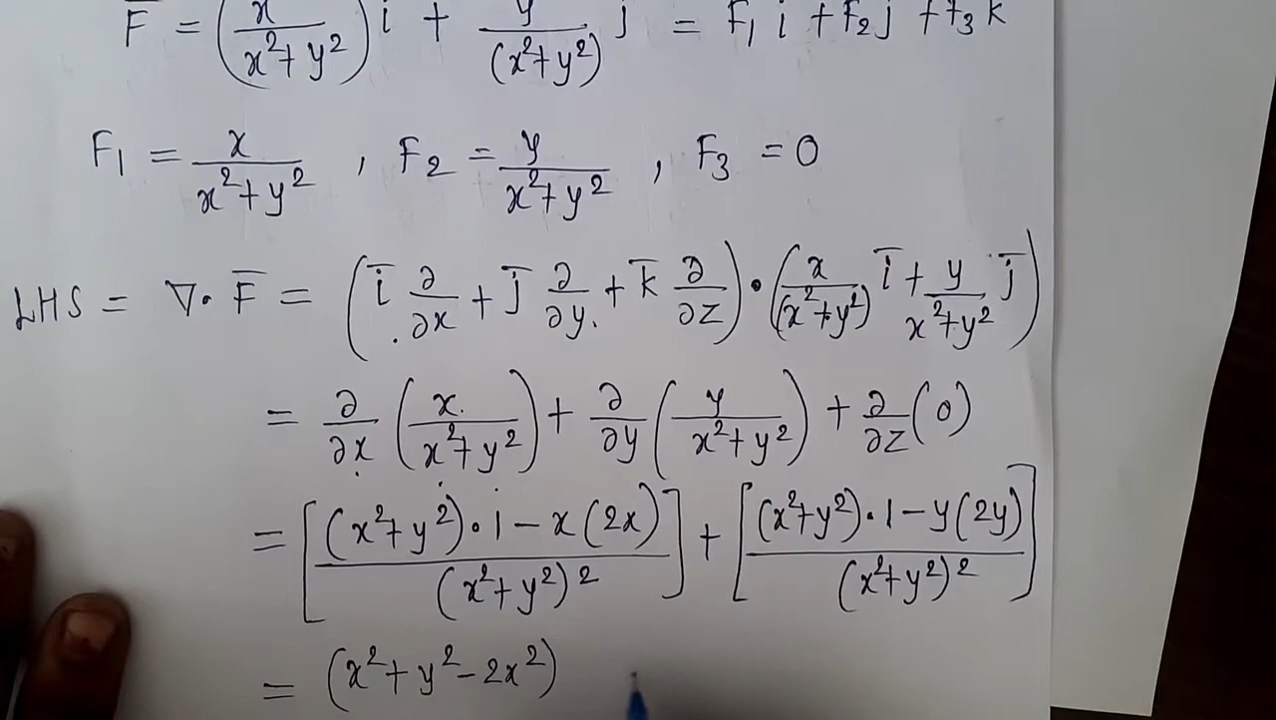 F̅ = (x/(x²+y²)) i + y/(x²+y²) j = F₁ i + F₂ j + F₃ k
F₁ = x/(x²+y²) , F₂ = y/(x²+y²) , F₃ = 0
LHS = ∇·F̅ = (i̅ ∂/∂x + j̅ ∂/∂y + k̅ ∂/∂z)·(x/(x²+y²) i̅ + y/(x²+y²) j̅)
= ∂/∂x (x/(x²+y²)) + ∂/∂y (y/(x²+y²)) + ∂/∂z (0)
= [((x²+y²)·1 − x(2x))/(x²+y²)²] + [((x²+y²)·1 − y(2y))/(x²+y²)²]
= (x²+y²−2x²)